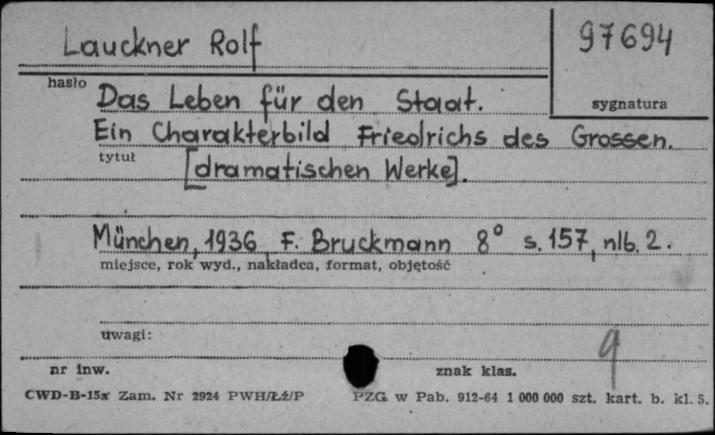 Lauckner Rolf
97694
hasło
sygnatura
Das Leben für den Staat.
Ein Charakterbild Friedrichs des Grossen.
tytuł
[dramatischen Werke].
München, 1936, F. Bruckmann 8° s. 157, nlb. 2.
miejsce, rok wyd., nakładca, format, objętość
uwagi:
9
nr inw.
znak klas.
CWD-B-15x Zam. Nr 2924 PWH/Łż/P PZG w Pab. 912-64 1 000 000 szt. kart. b. kl. 5.